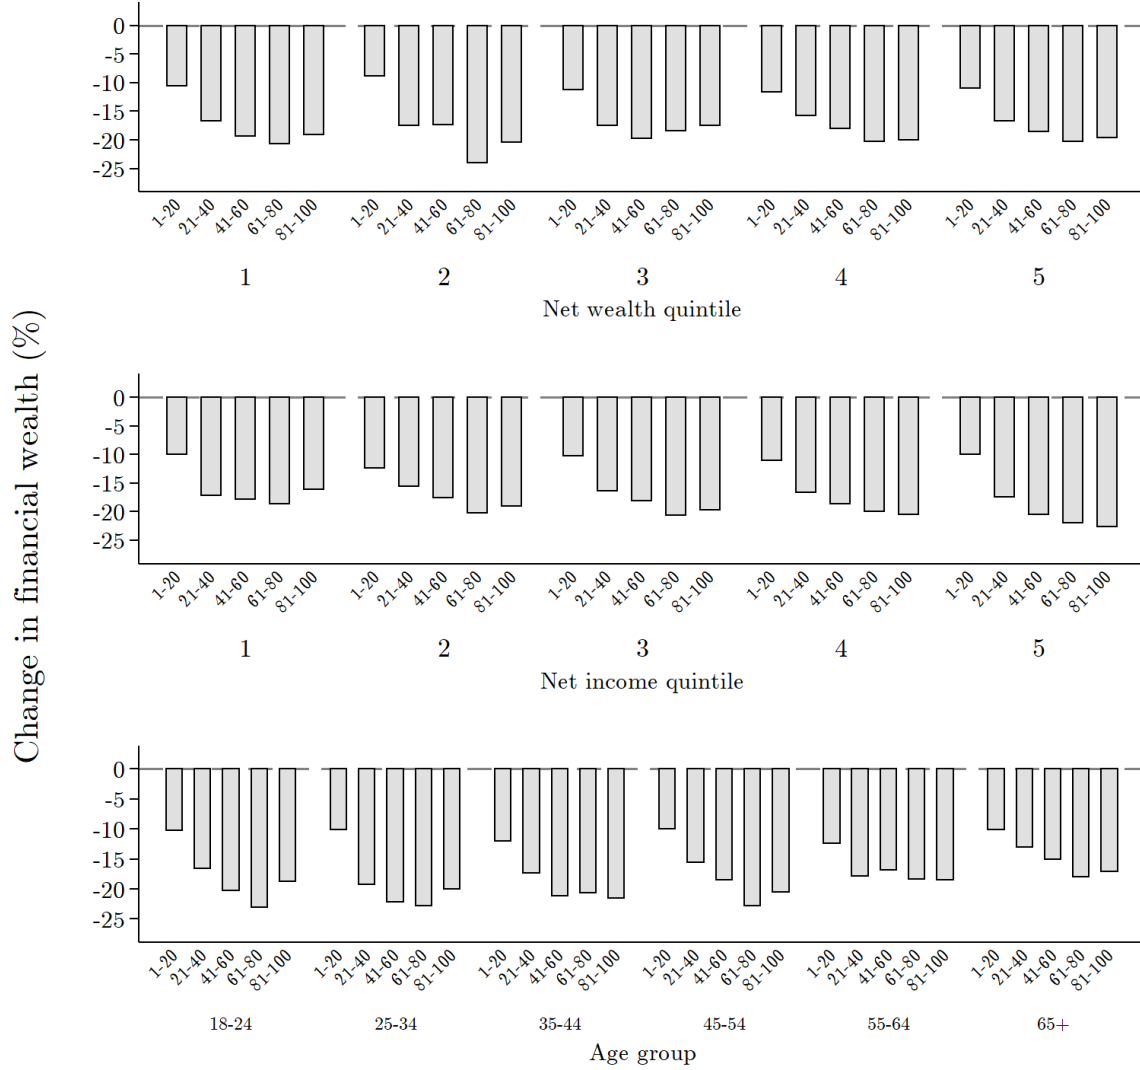 Change in financial wealth (%)
0
-5
-10
-15
-20
-25
1-20 21-40 41-60 61-80 81-100 1-20 21-40 41-60 61-80 81-100 1-20 21-40 41-60 61-80 81-100 1-20 21-40 41-60 61-80 81-100 1-20 21-40 41-60 61-80 81-100
1 2 3 4 5
Net wealth quintile
0
-5
-10
-15
-20
-25
1-20 21-40 41-60 61-80 81-100 1-20 21-40 41-60 61-80 81-100 1-20 21-40 41-60 61-80 81-100 1-20 21-40 41-60 61-80 81-100 1-20 21-40 41-60 61-80 81-100
1 2 3 4 5
Net income quintile
0
-5
-10
-15
-20
-25
1-20 21-40 41-60 61-80 81-100 1-20 21-40 41-60 61-80 81-100 1-20 21-40 41-60 61-80 81-100 1-20 21-40 41-60 61-80 81-100 1-20 21-40 41-60 61-80 81-100 1-20 21-40 41-60 61-80 81-100
18-24 25-34 35-44 45-54 55-64 65+
Age group